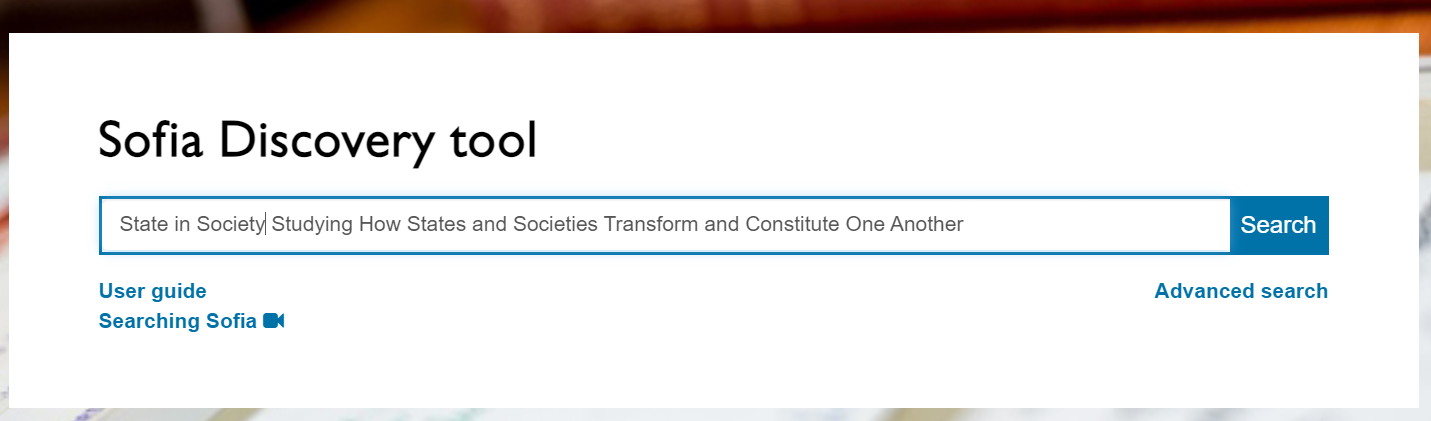 Sofia Discovery tool
State in Society Studying How States and Societies Transform and Constitute One Another
Search
User guide
Advanced search
Searching Sofia